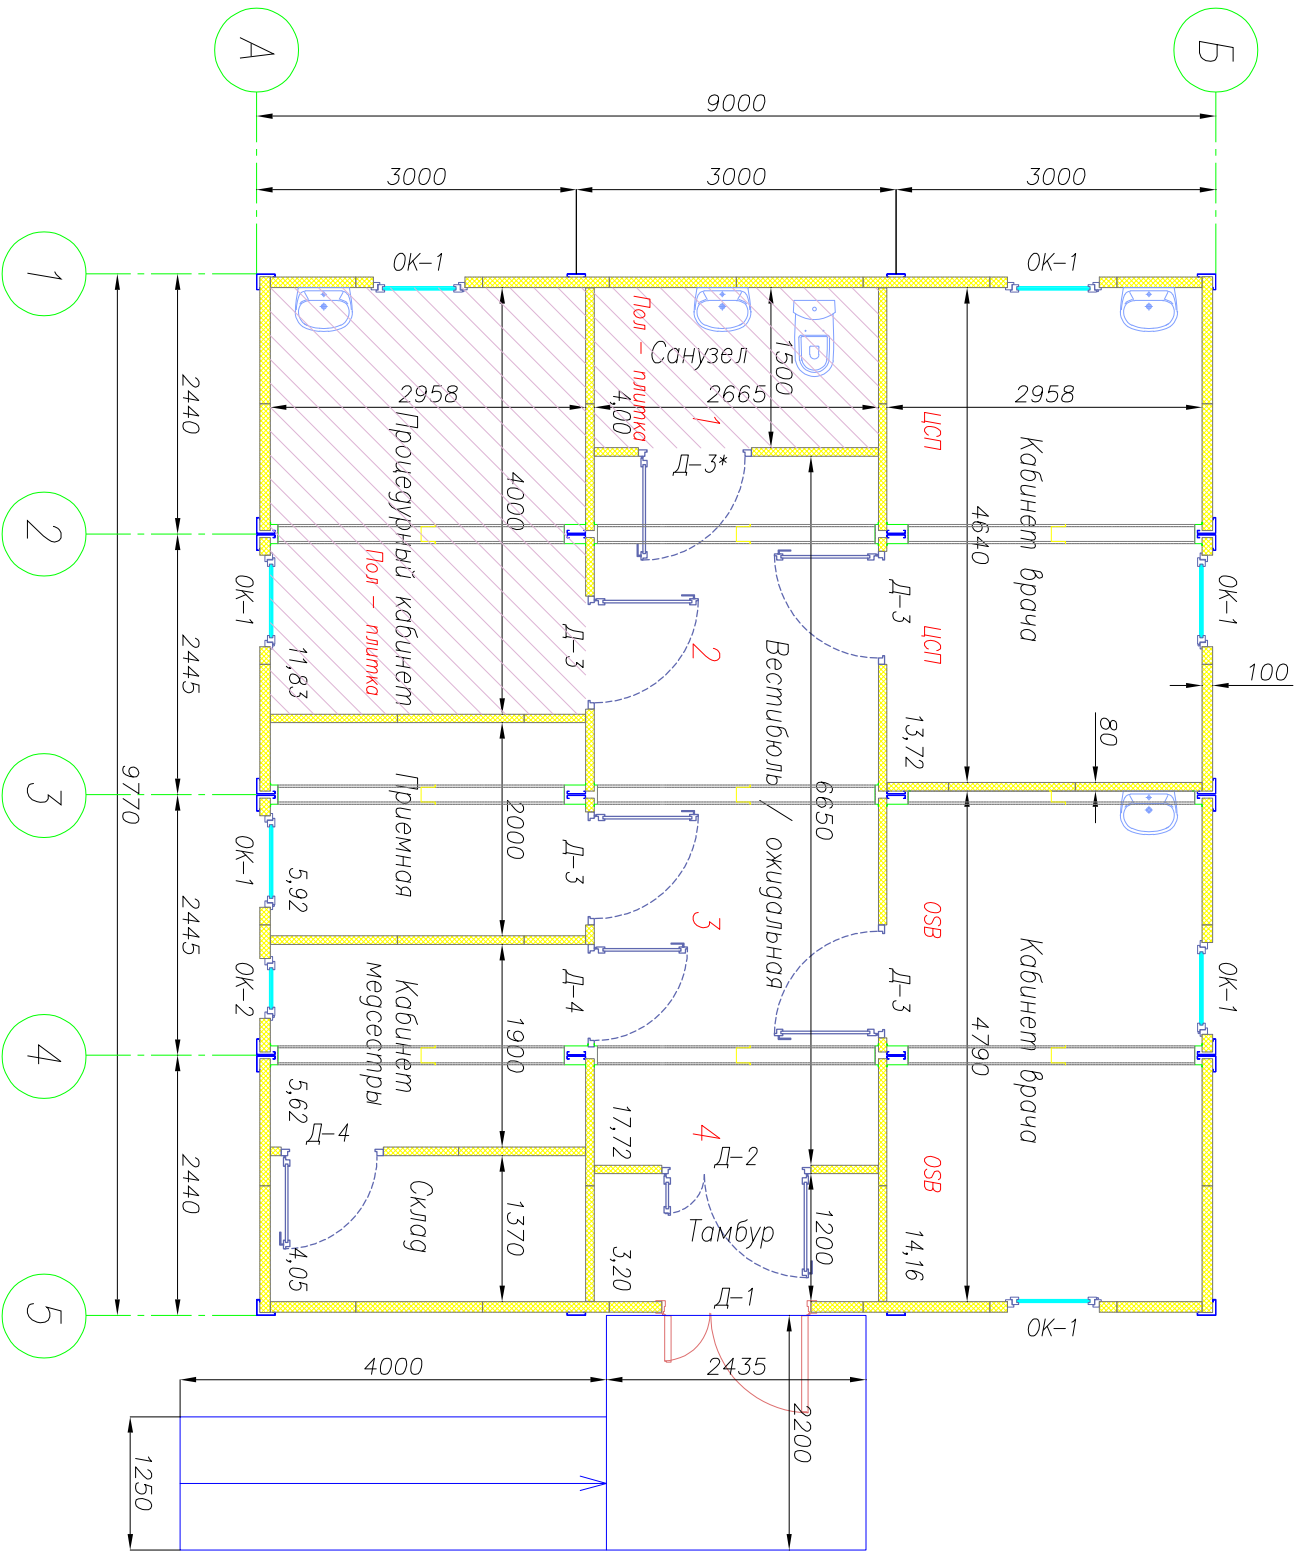 А
Б
9000
3000
3000
3000
1
2
3
4
5
2440
2445
2445
2440
9770
ОК-1
ОК-1
2958
4000
Процедурный кабинет
Пол - плитка
11,83
ОК-1
Д-3
Пол - плитка
Санузел
1500
2665
4,00
1
Д-3*
2958
ЦСП
Кабинет врача
4640
Д-3
ЦСП
ОК-1
13,72
100
80
2
Вестибюль / ожидальная
6650
3
4
17,72
Приемная
2000
5,92
ОК-1
Д-3
Кабинет
медсестры
1900
5,62
ОК-2
Д-4
Д-4
Склад
1370
4,05
OSB
Кабинет врача
4790
Д-3
OSB
ОК-1
14,16
ОК-1
Д-2
Тамбур
1200
3,20
Д-1
4000
2435
2200
1250